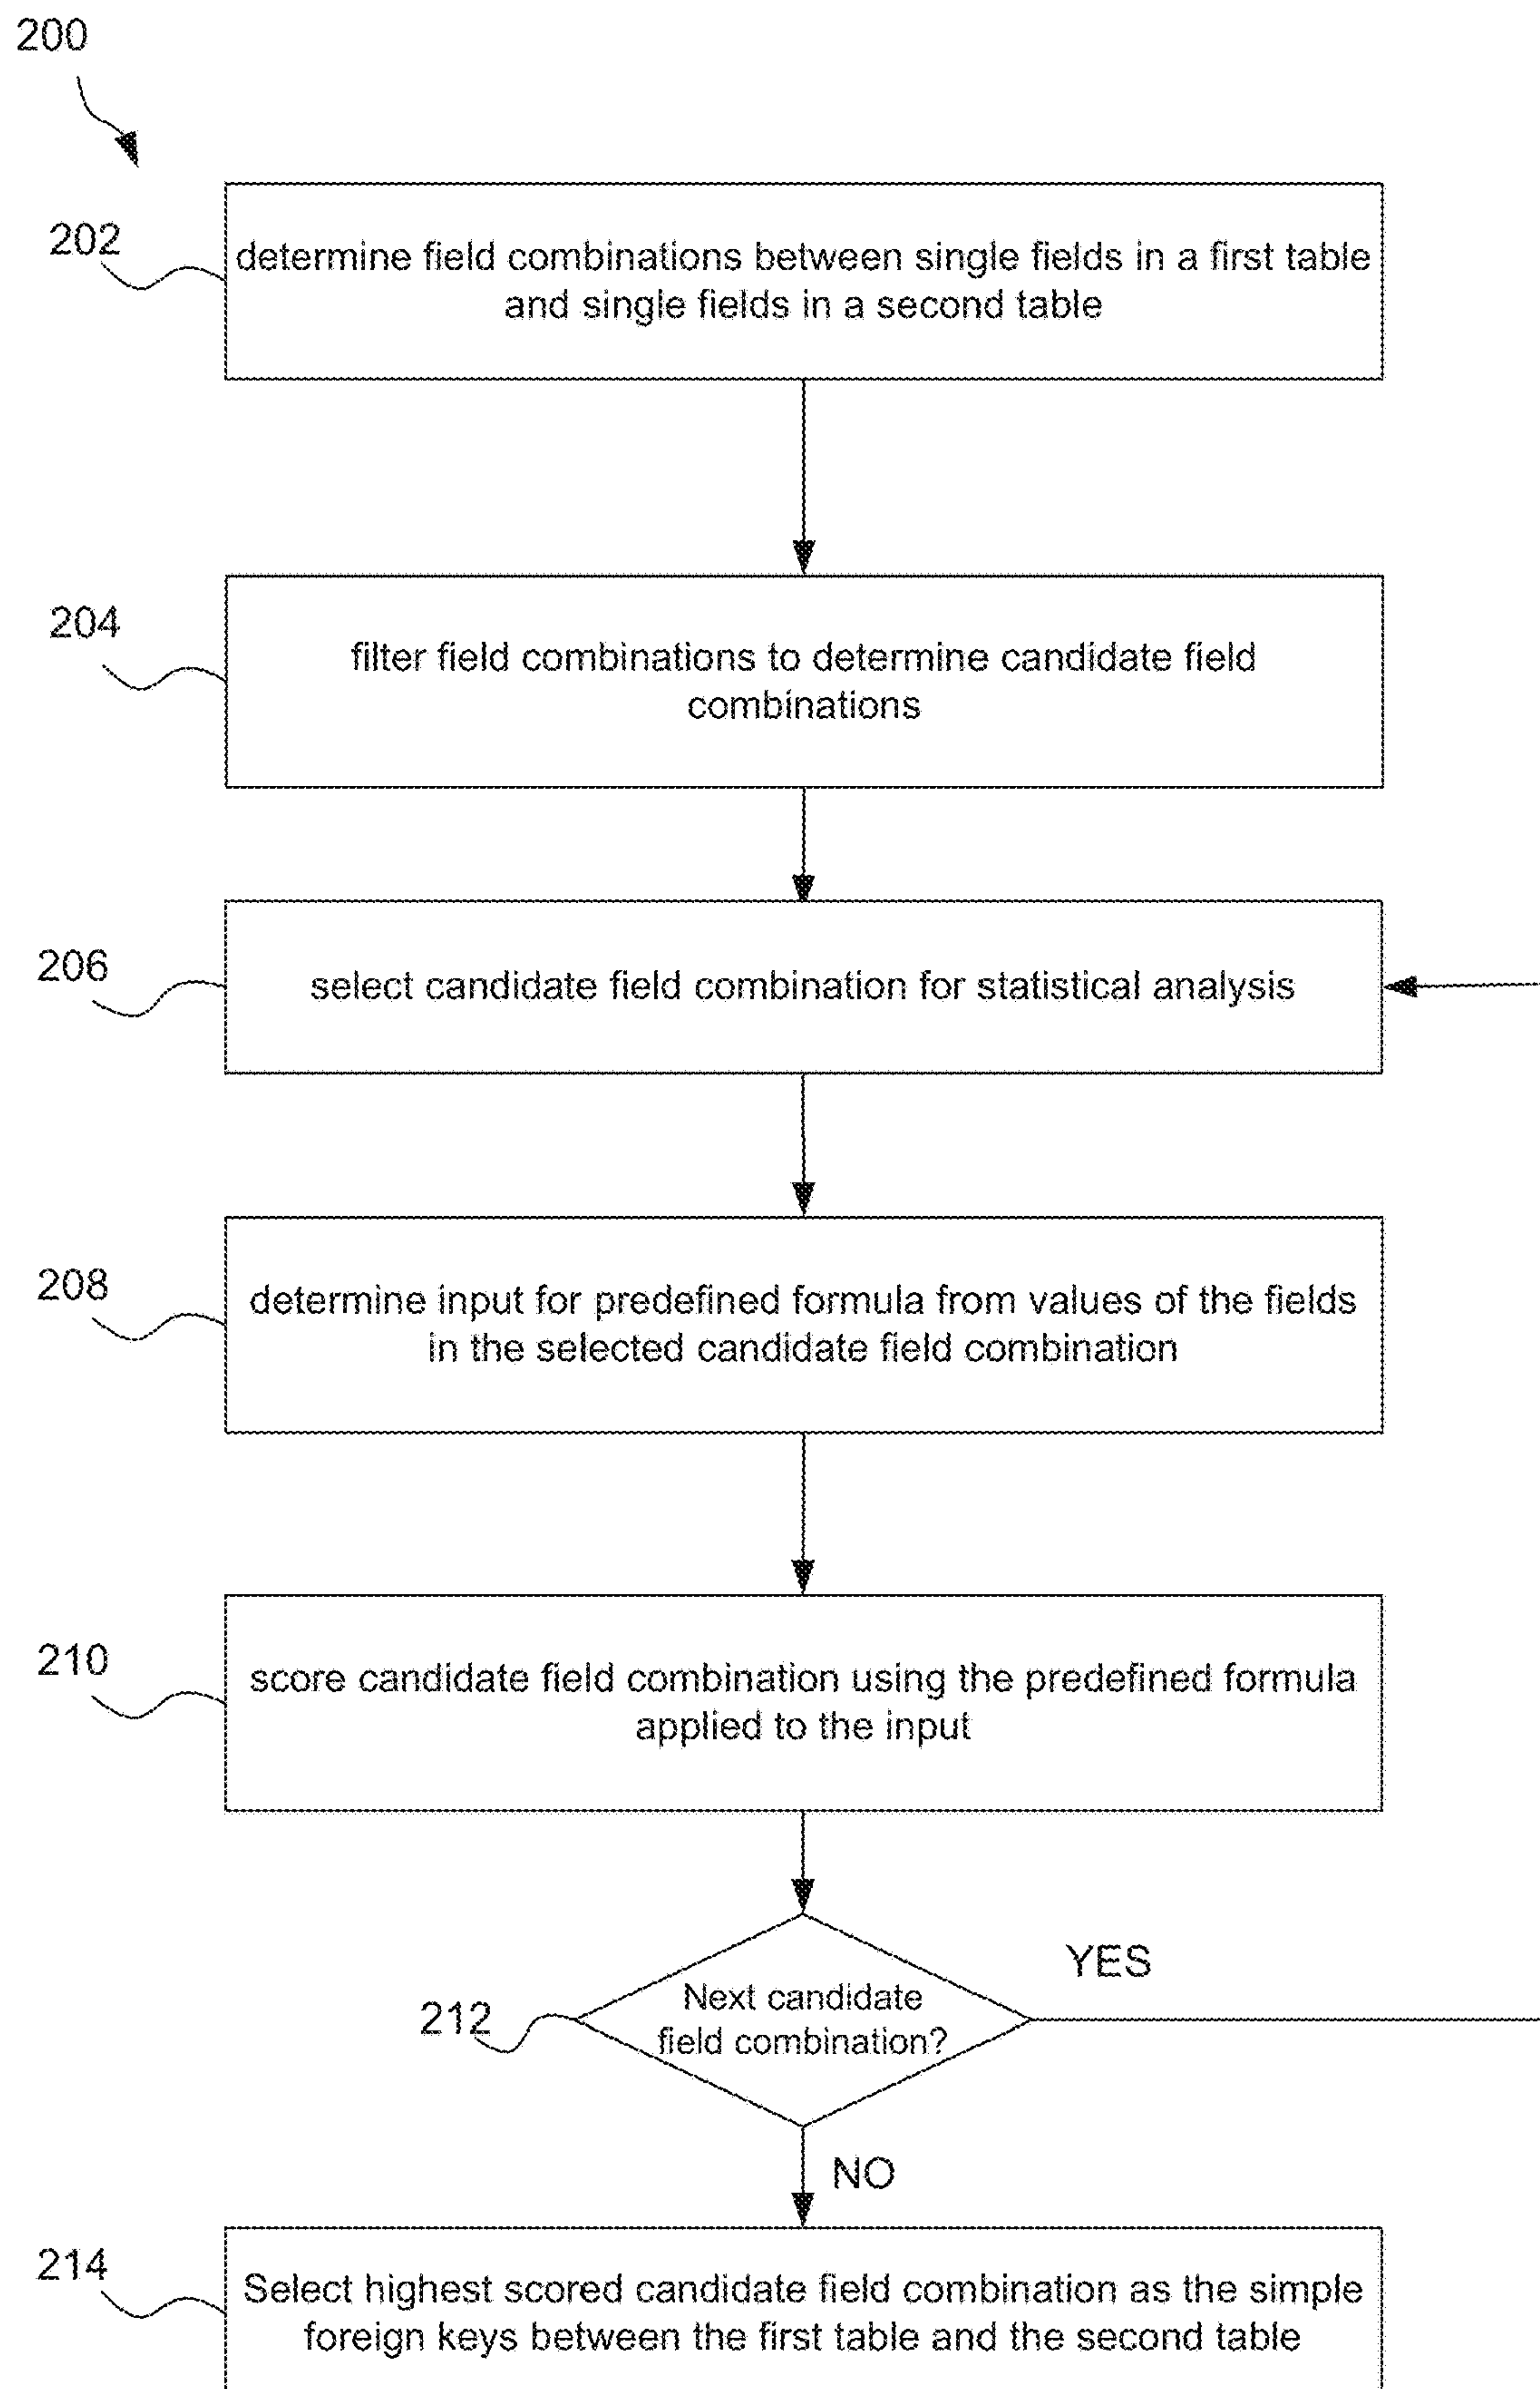 200
202
determine field combinations between single fields in a first table
and single fields in a second table
204
filter field combinations to determine candidate field
combinations
206
select candidate field combination for statistical analysis
208
determine input for predefined formula from values of the fields
in the selected candidate field combination
210
score candidate field combination using the predefined formula
applied to the input
YES
212
Next candidate
field combination?
NO
214
Select highest scored candidate field combination as the simple
foreign keys between the first table and the second table